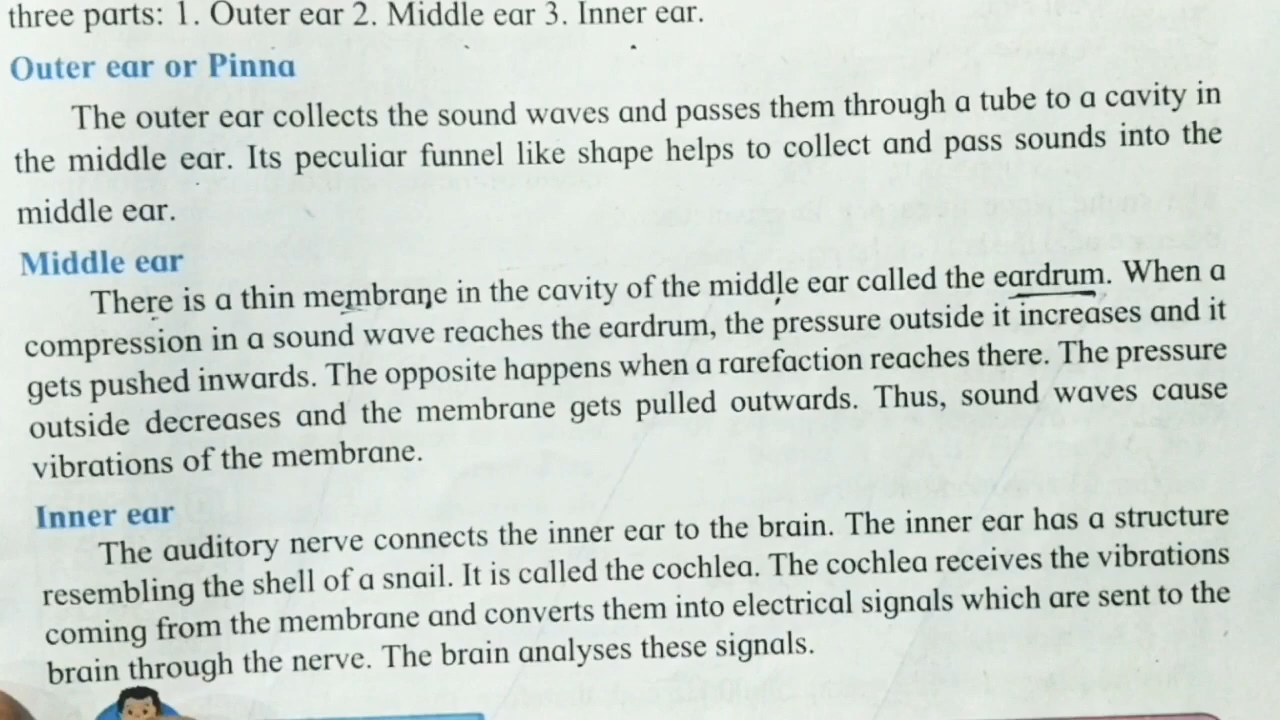 three parts: 1. Outer ear 2. Middle ear 3. Inner ear.
Outer ear or Pinna
The outer ear collects the sound waves and passes them through a tube to a cavity in
the middle ear. Its peculiar funnel like shape helps to collect and pass sounds into the
middle ear.
Middle ear
There is a thin membrane in the cavity of the middle ear called the eardrum. When a
compression in a sound wave reaches the eardrum, the pressure outside it increases and it
gets pushed inwards. The opposite happens when a rarefaction reaches there. The pressure
outside decreases and the membrane gets pulled outwards. Thus, sound waves cause
vibrations of the membrane.
Inner ear
The auditory nerve connects the inner ear to the brain. The inner ear has a structure
resembling the shell of a snail. It is called the cochlea. The cochlea receives the vibrations
coming from the membrane and converts them into electrical signals which are sent to the
brain through the nerve. The brain analyses these signals.